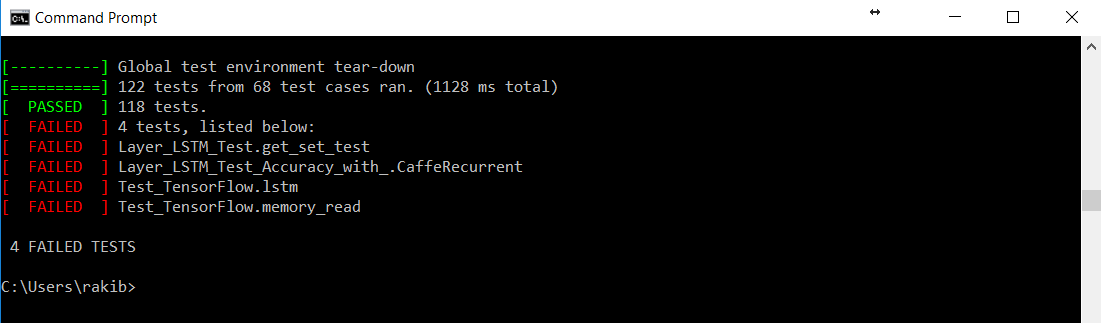 Command Prompt
[----------] Global test environment tear-down
[==========] 122 tests from 68 test cases ran. (1128 ms total)
[  PASSED  ] 118 tests.
[  FAILED  ] 4 tests, listed below:
[  FAILED  ] Layer_LSTM_Test.get_set_test
[  FAILED  ] Layer_LSTM_Test_Accuracy_with_.CaffeRecurrent
[  FAILED  ] Test_TensorFlow.lstm
[  FAILED  ] Test_TensorFlow.memory_read
 4 FAILED TESTS
C:\Users\rakib>